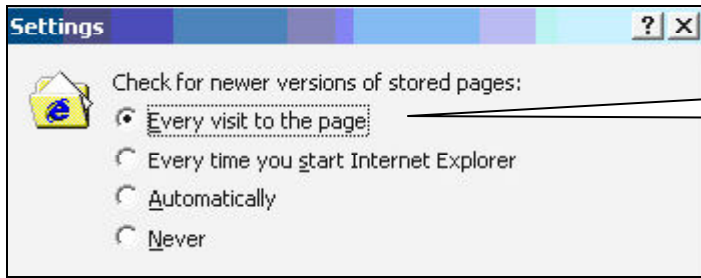 Settings
Check for newer versions of stored pages:
Every visit to the page
Every time you start Internet Explorer
Automatically
Never